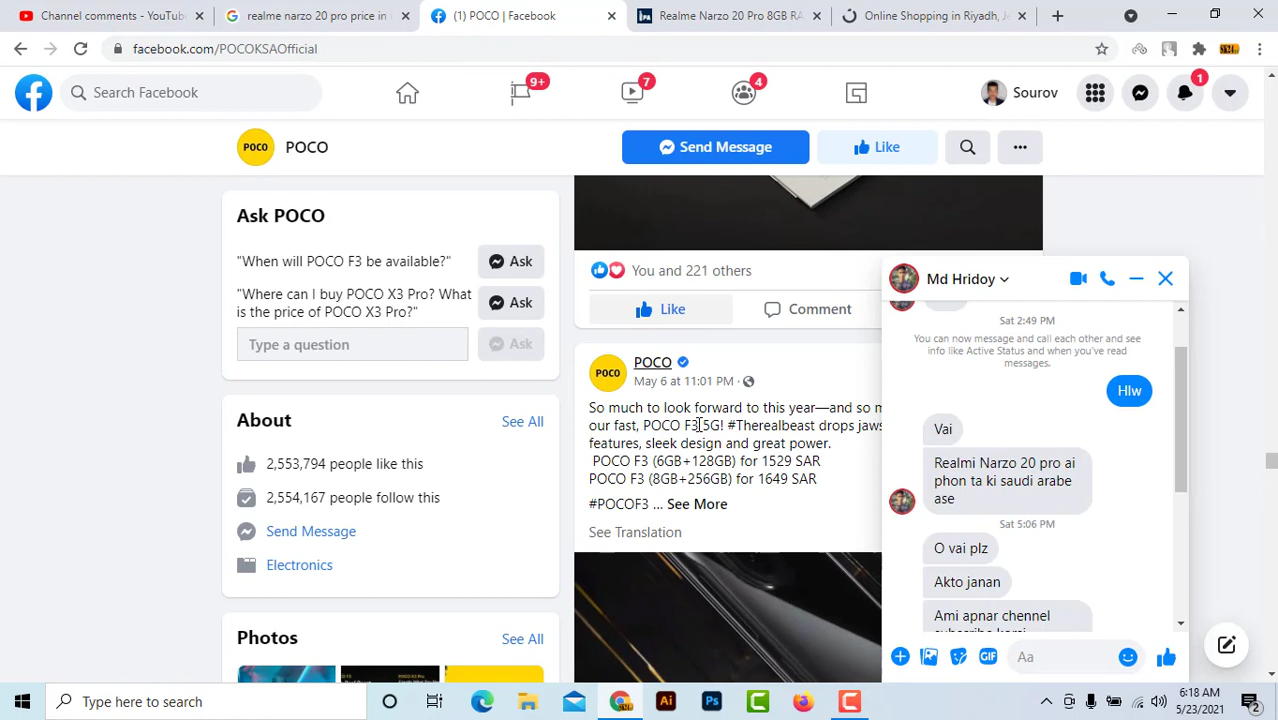 Channel comments - YouTub
realme narzo 20 pro price in
(1) POCO | Facebook
Realme Narzo 20 Pro 8GB RA
Online Shopping in Riyadh, Je
facebook.com/POCOKSAOfficial
Search Facebook
9+
7
4
Sourov
1
POCO
POCO
Send Message
Like
Ask POCO
"When will POCO F3 be available?"
Ask
"Where can I buy POCO X3 Pro? What
is the price of POCO X3 Pro?"
Ask
Type a question
Ask
About
See All
2,553,794 people like this
2,554,167 people follow this
Send Message
Electronics
Photos
See All
You and 221 others
Like
Comment
POCO
POCO
May 6 at 11:01 PM
So much to look forward to this year—and so m
our fast, POCO F3 5G! #Therealbeast drops jaws
features, sleek design and great power.
POCO F3 (6GB+128GB) for 1529 SAR
POCO F3 (8GB+256GB) for 1649 SAR
#POCOF3 ... See More
See Translation
Md Hridoy
Sat 2:49 PM
You can now message and call each other and see
info like Active Status and when you've read
messages.
Hlw
Vai
Realmi Narzo 20 pro ai
phon ta ki saudi arabe
ase
Sat 5:06 PM
O vai plz
Akto janan
Ami apnar chennel
subscribe korsi
GIF
Aa
Type here to search
Ai
Ps
6:18 AM
5/23/2021
2